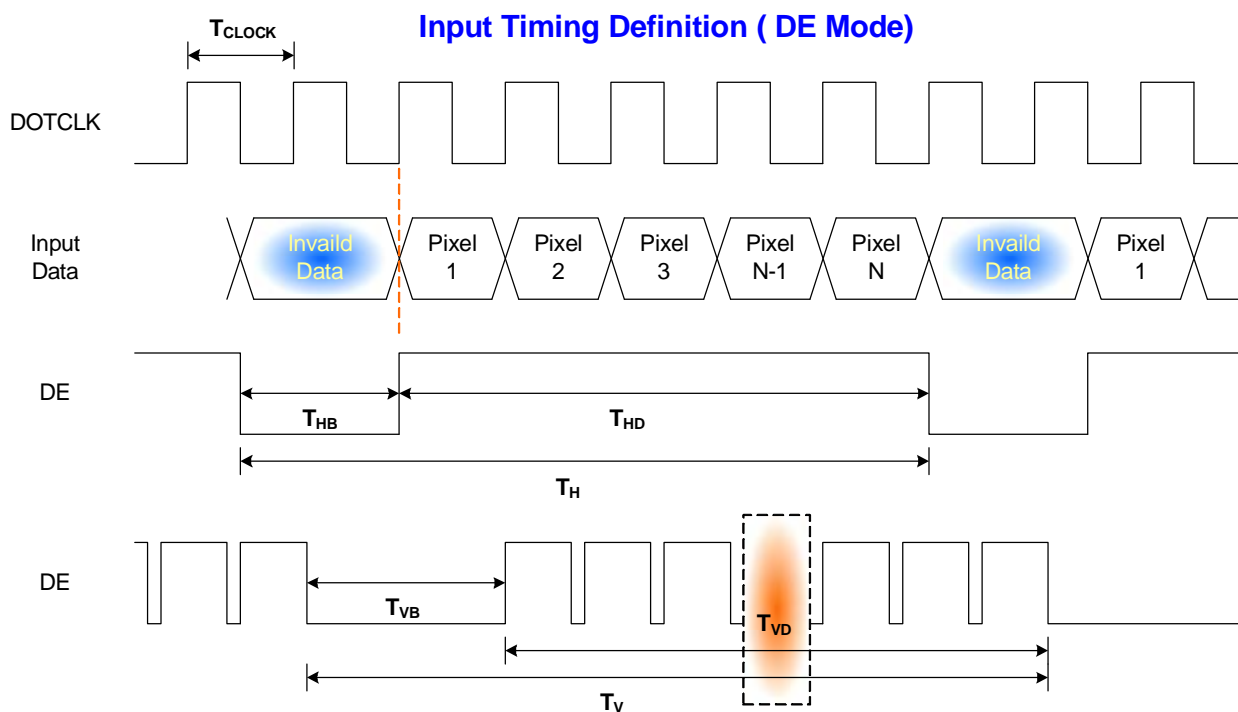 Input Timing Definition ( DE Mode)
TCLOCK
DOTCLK
Input
Data
Invaild
Data
Pixel
1
Pixel
2
Pixel
3
Pixel
N-1
Pixel
N
Invaild
Data
Pixel
1
DE
THB
THD
TH
DE
TVB
TVD
TV